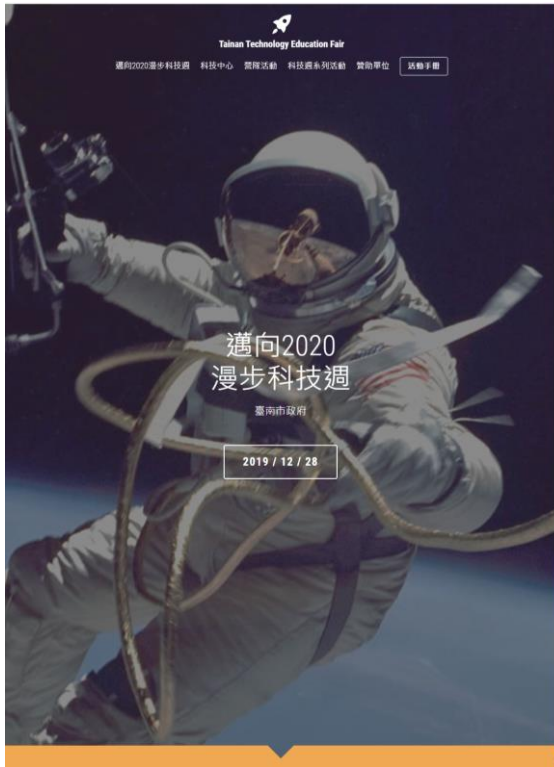 Tainan Technology Education Fair
邁向2020漫步科技週 科技中心 營隊活動 科技週系列活動 贊助單位 活動手冊
邁向2020
漫步科技週
臺南市政府
2019 / 12 / 28